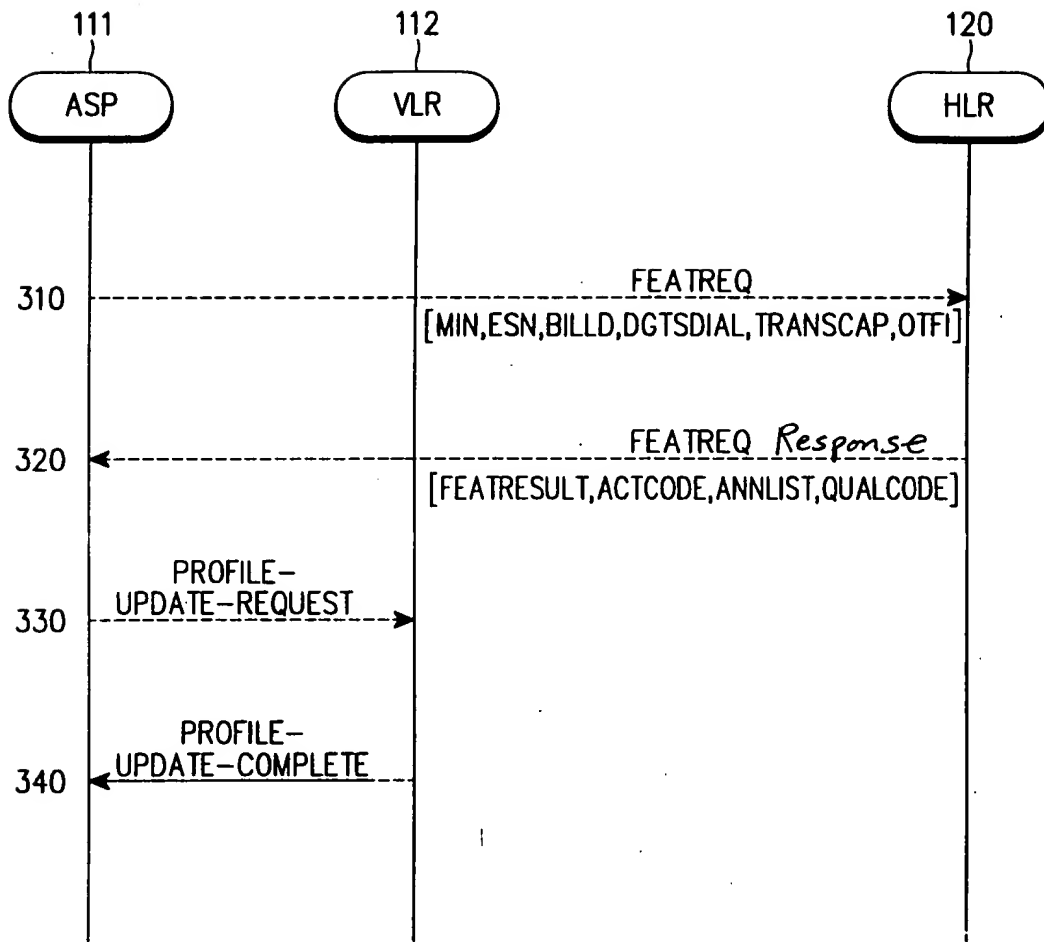 111 112 120
ASP VLR HLR
310 FEATREQ
[MIN,ESN,BILLD,DGTSDIAL,TRANSCAP,OTFI]
320 FEATREQ Response
[FEATRESULT,ACTCODE,ANNLIST,QUALCODE]
PROFILE-
330 UPDATE-REQUEST
PROFILE-
340 UPDATE-COMPLETE